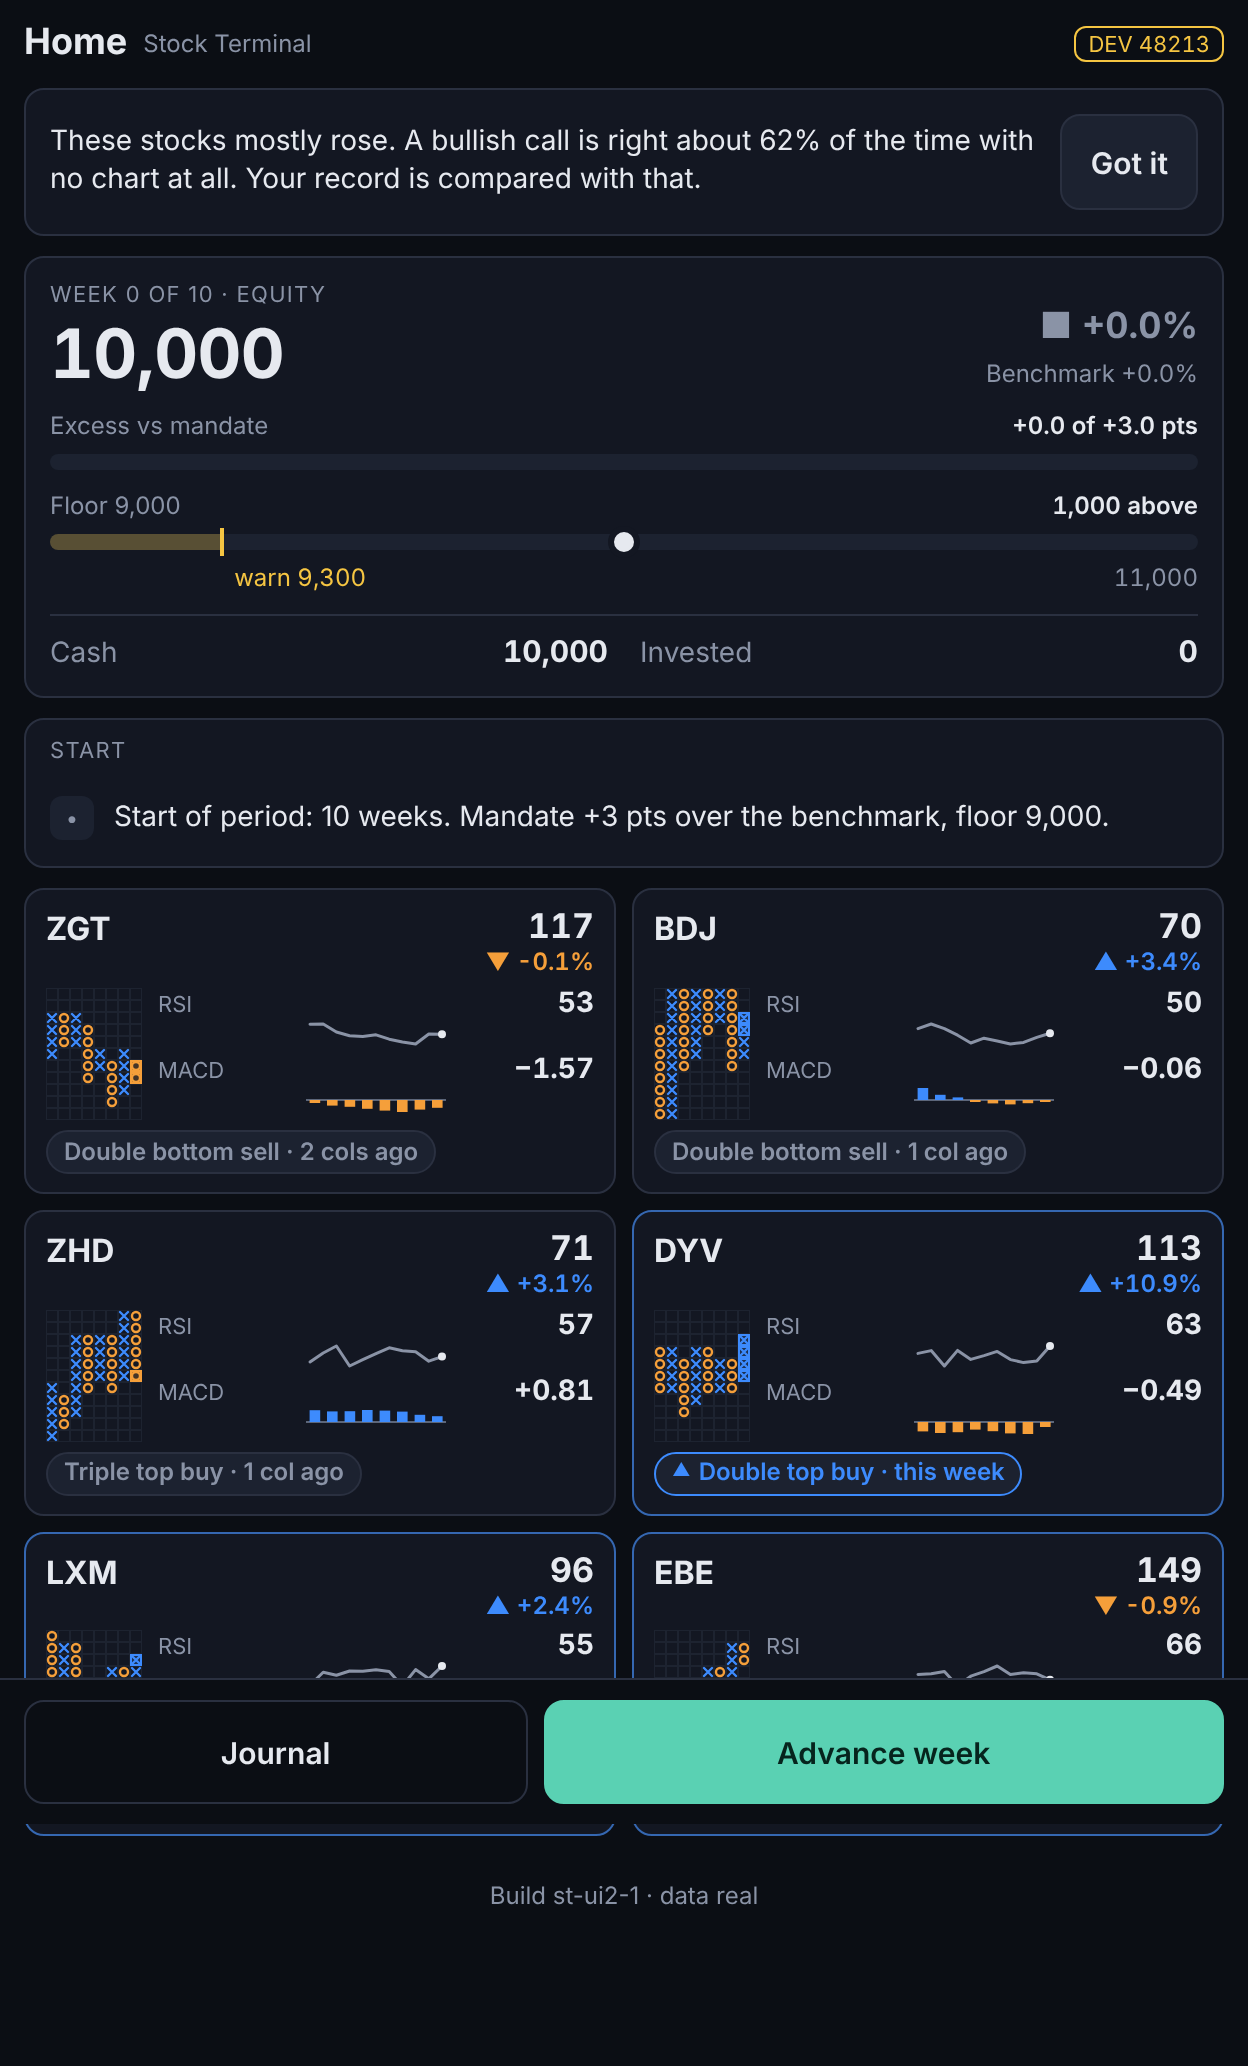 Home Stock Terminal DEV 48213
These stocks mostly rose. A bullish call is right about 62% of the time with
no chart at all. Your record is compared with that.
Got it
WEEK 0 OF 10 · EQUITY
10,000
+0.0%
Benchmark +0.0%
Excess vs mandate +0.0 of +3.0 pts
Floor 9,000 1,000 above
warn 9,300 11,000
Cash 10,000 Invested 0
START
Start of period: 10 weeks. Mandate +3 pts over the benchmark, floor 9,000.
ZGT 117
▼ -0.1%
RSI 53
MACD −1.57
Double bottom sell · 2 cols ago
BDJ 70
▲ +3.4%
RSI 50
MACD −0.06
Double bottom sell · 1 col ago
ZHD 71
▲ +3.1%
RSI 57
MACD +0.81
Triple top buy · 1 col ago
DYV 113
▲ +10.9%
RSI 63
MACD −0.49
▲ Double top buy · this week
LXM 96
▲ +2.4%
RSI 55
EBE 149
▼ -0.9%
RSI 66
Journal
Advance week
Build st-ui2-1 · data real